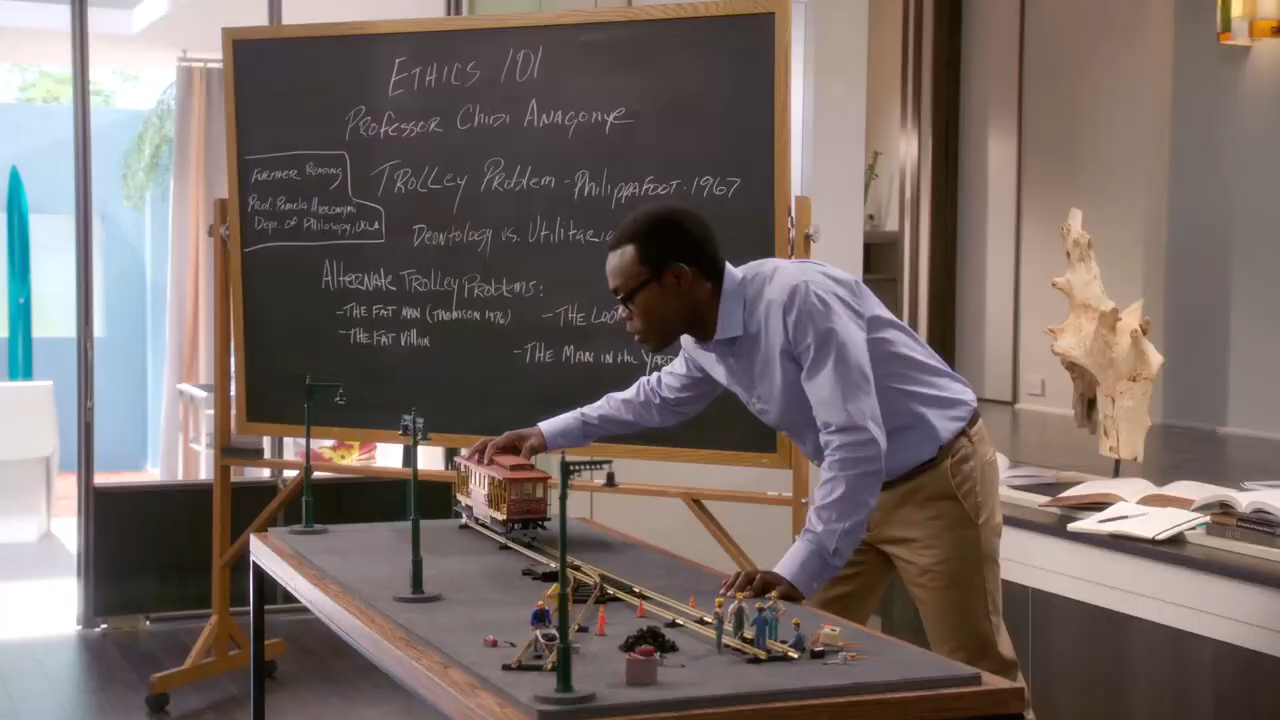 ETHICS 101
PROFESSOR CHIDI ANAGONYE
FURTHER READING
Prof. Pamela Hieronymi
Dept. of Philosophy, UCLA
TROLLEY PROBLEM - PHILIPPA FOOT · 1967
DEONTOLOGY vs. UTILITARIA
ALTERNATE TROLLEY PROBLEMS:
- THE FAT MAN (Thomson 1976)
- THE LOO
- THE FAT VILLAIN
- THE MAN IN the YARD